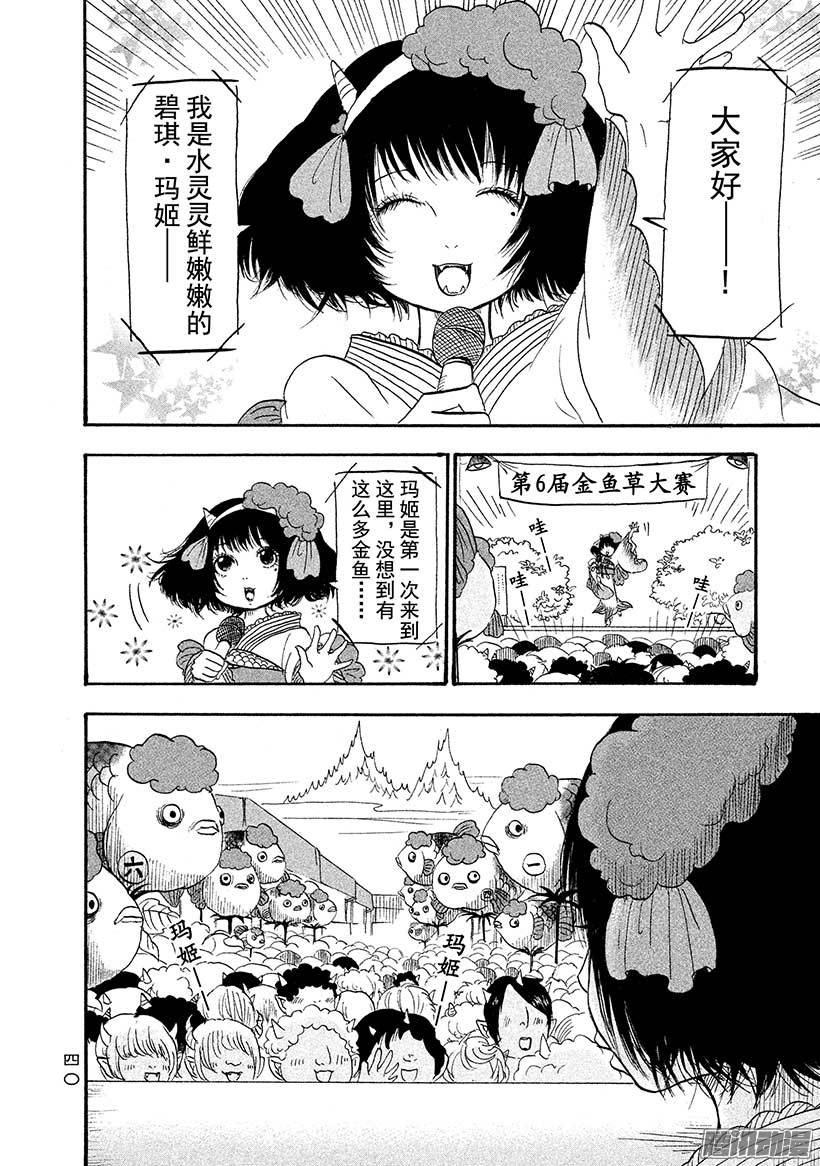 大家好——！
我是水灵灵鲜嫩嫩的
碧琪·玛姬——
第6届金鱼草大赛
哇——
哇——
哇——
玛姬是第一次来到
这里，没想到有
这么多金鱼……
六
一
玛姬——
玛姬——
四〇
腾讯动漫